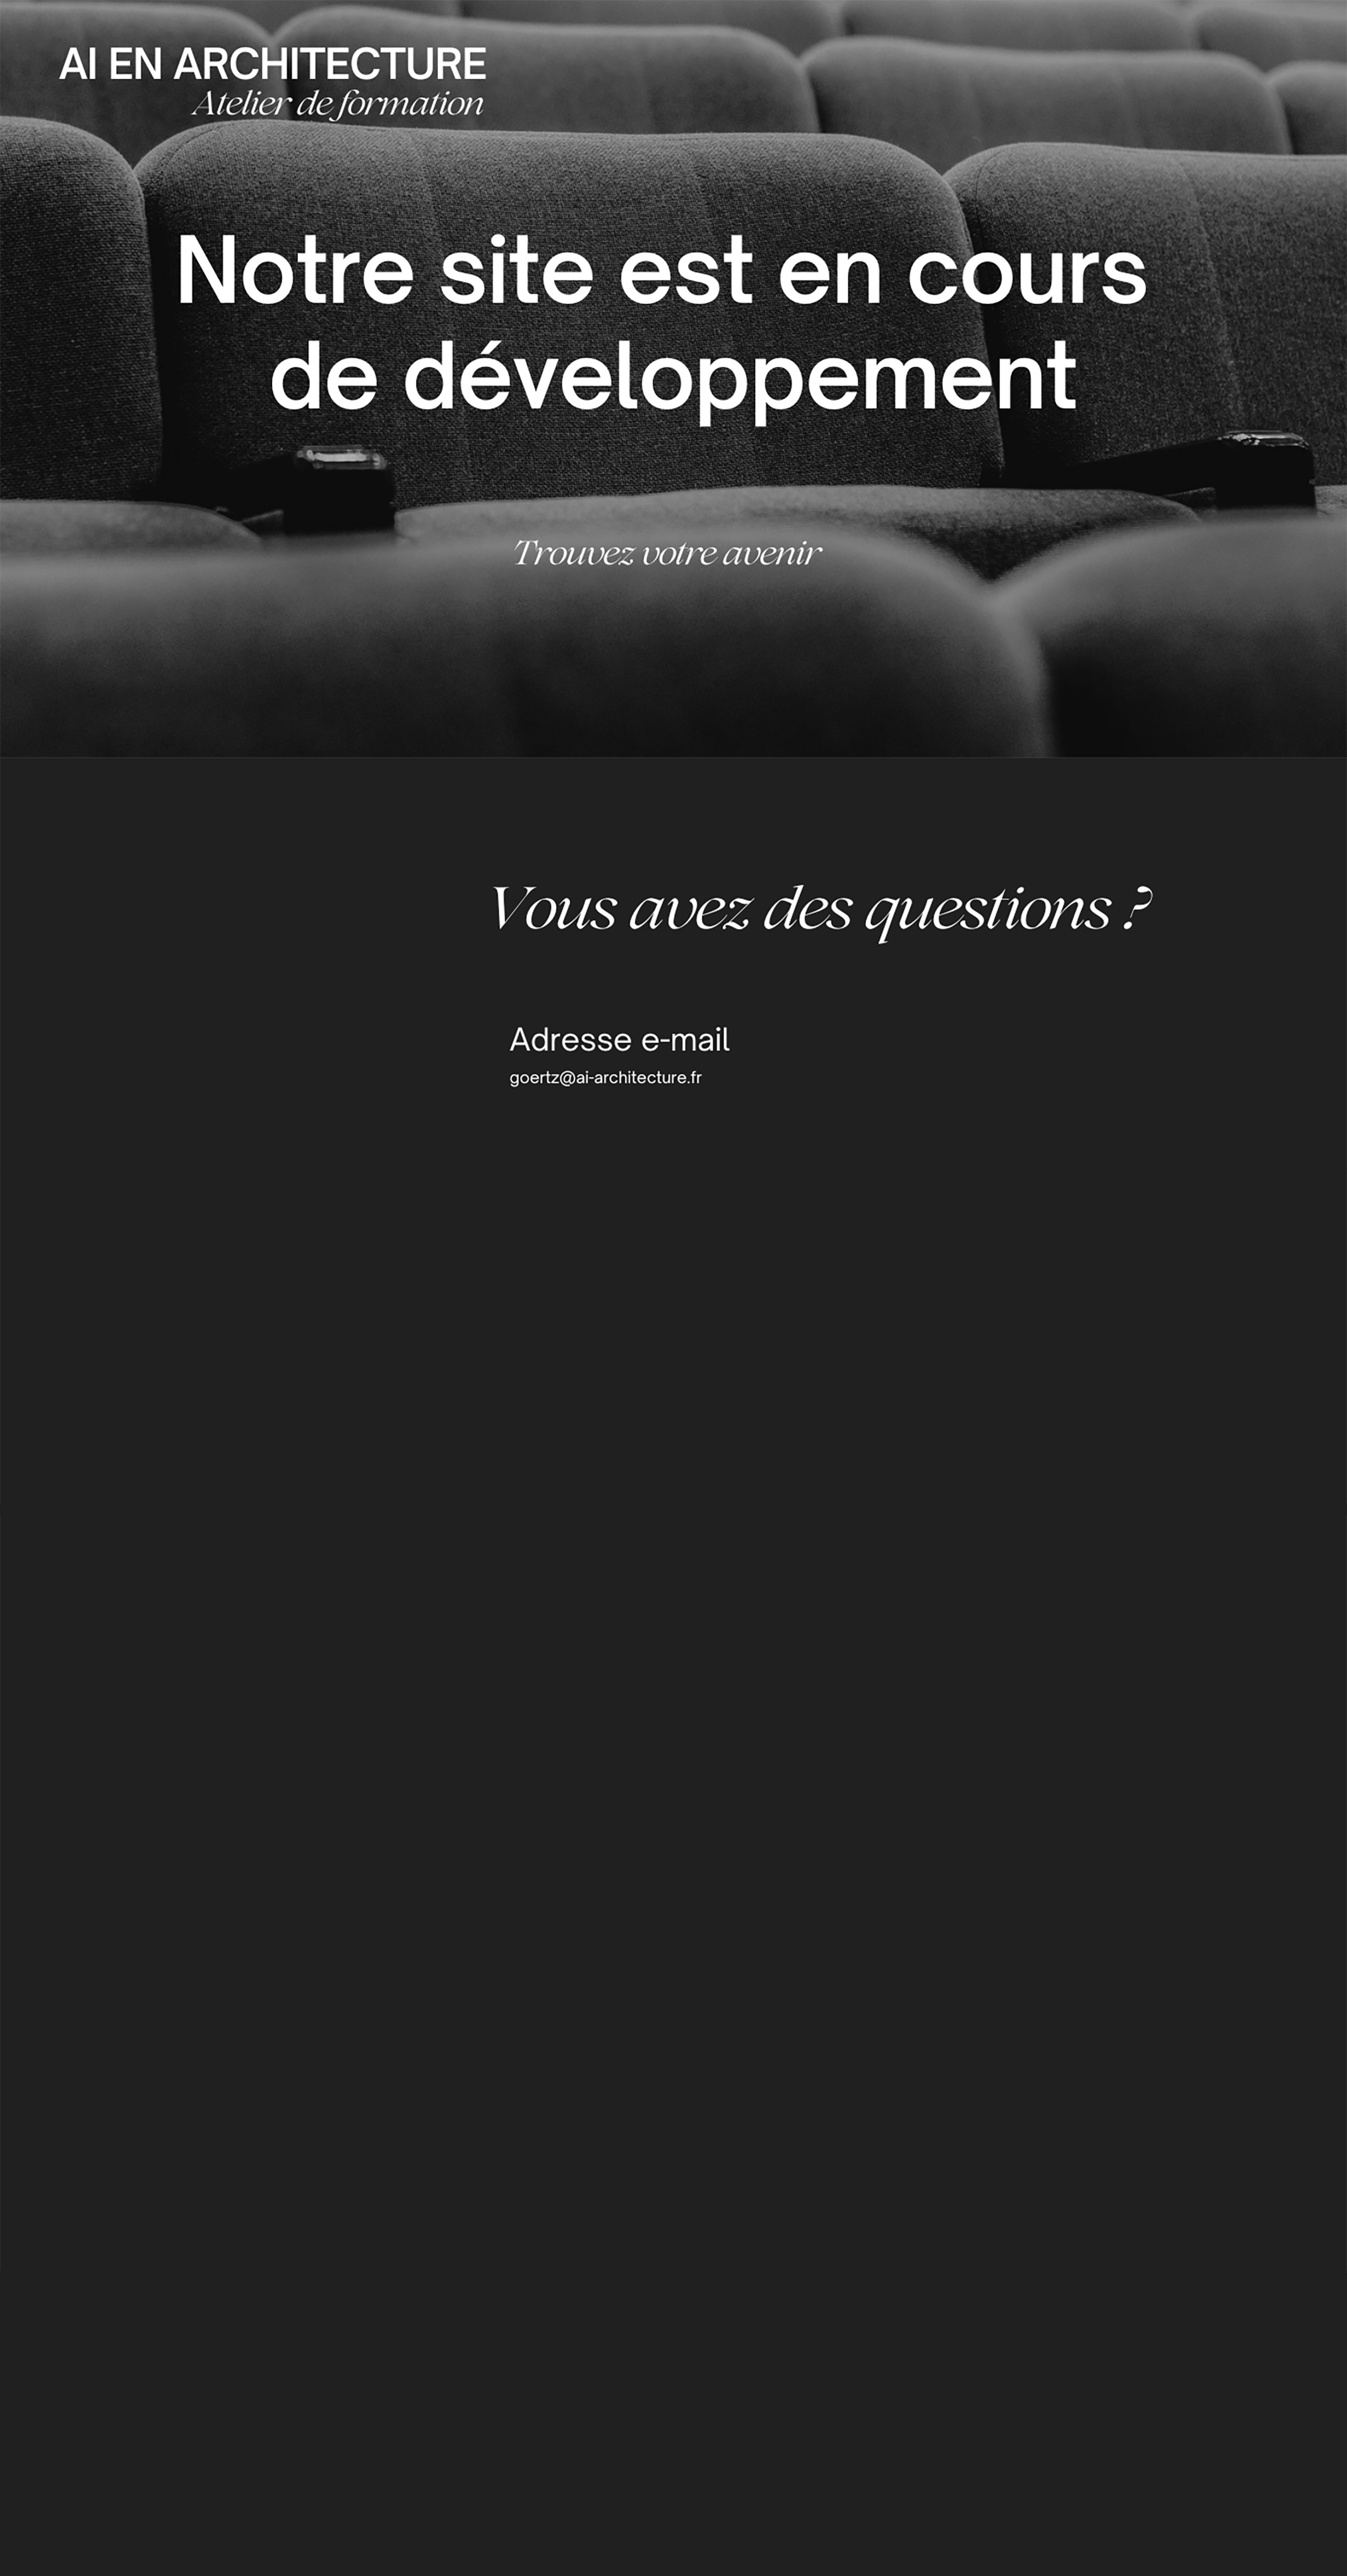 AI EN ARCHITECTURE
Atelier de formation
Notre site est en cours
de développement
Trouvez votre avenir
Vous avez des questions ?
Adresse e-mail
goertz@ai-architecture.fr